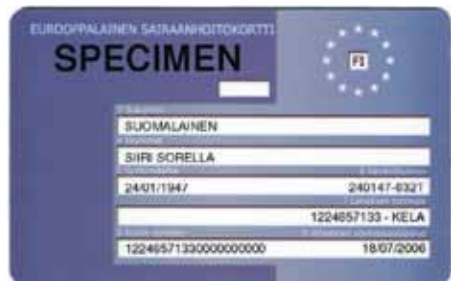 EUROOPPALAINEN SAIRAANHOITOKORTTI
SPECIMEN
FI
SUOMALAINEN
SIIRI SORELLA
24/01/1947 240147-6321
1224657133 - KELA
12246571330000000000 18/07/2006